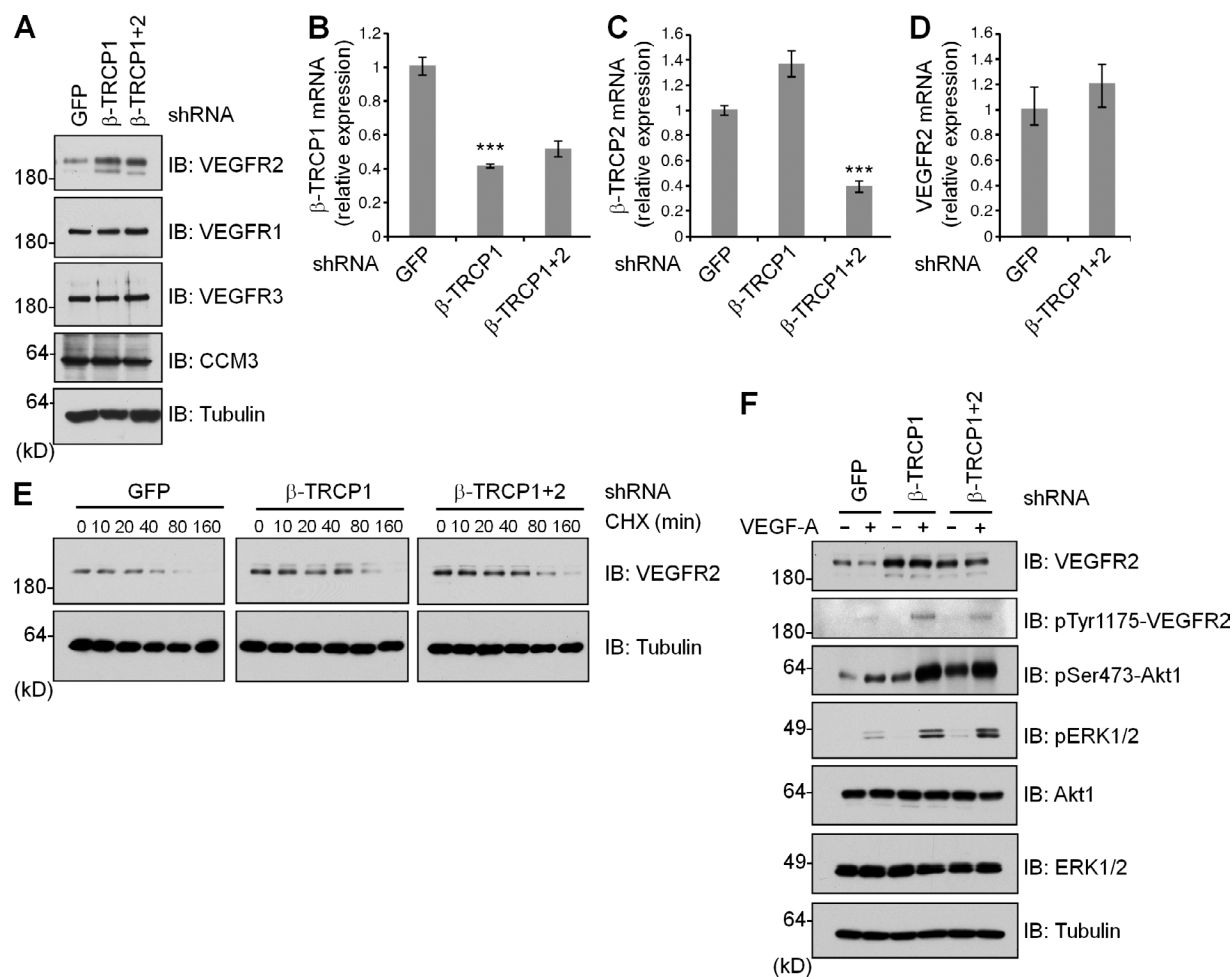 A
GFP
β-TRCP1
β-TRCP1+2
shRNA
180
IB: VEGFR2
180
IB: VEGFR1
180
IB: VEGFR3
64
IB: CCM3
64
IB: Tubulin
(kD)
B
β-TRCP1 mRNA
(relative expression)
1.2
1
0.8
0.6
0.4
0.2
0
***
shRNA
GFP
β-TRCP1
β-TRCP1+2
C
β-TRCP2 mRNA
(relative expression)
1.6
1.4
1.2
1
0.8
0.6
0.4
0.2
0
***
shRNA
GFP
β-TRCP1
β-TRCP1+2
D
VEGFR2 mRNA
(relative expression)
1.6
1.4
1.2
1
0.8
0.6
0.4
0.2
0
shRNA
GFP
β-TRCP1+2
E
GFP β-TRCP1 β-TRCP1+2 shRNA
0 10 20 40 80 160 0 10 20 40 80 160 0 10 20 40 80 160 CHX (min)
180
IB: VEGFR2
64
IB: Tubulin
(kD)
F
GFP
β-TRCP1
β-TRCP1+2
shRNA
VEGF-A – + – + – +
180
IB: VEGFR2
180
IB: pTyr1175-VEGFR2
64
IB: pSer473-Akt1
49
IB: pERK1/2
64
IB: Akt1
49
IB: ERK1/2
64
IB: Tubulin
(kD)